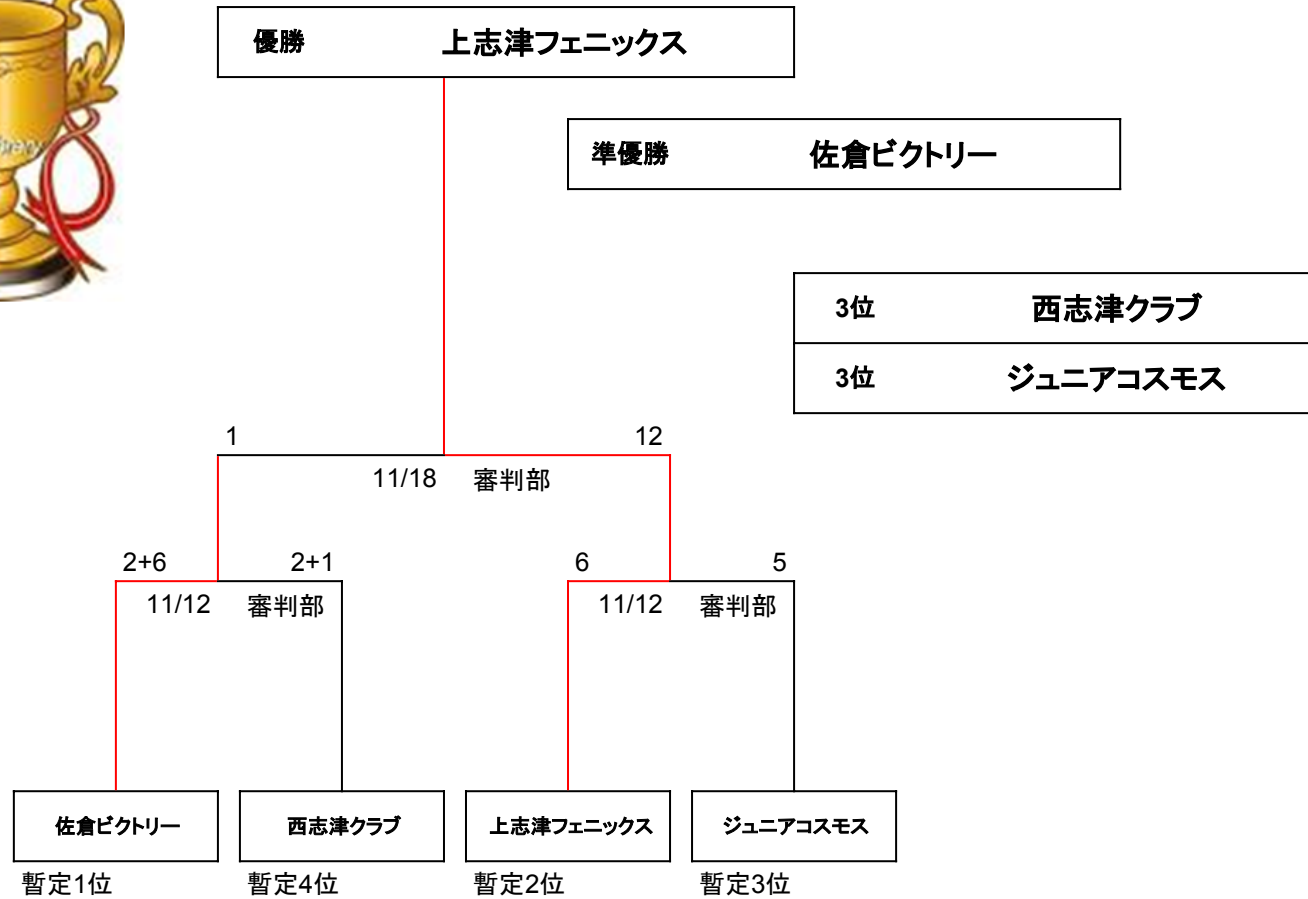 優勝 上志津フェニックス
準優勝 佐倉ビクトリー
3位 西志津クラブ
3位 ジュニアコスモス
1 12
11/18 審判部
2+6 2+1 6 5
11/12 審判部 11/12 審判部
佐倉ビクトリー 西志津クラブ 上志津フェニックス ジュニアコスモス
暫定1位 暫定4位 暫定2位 暫定3位